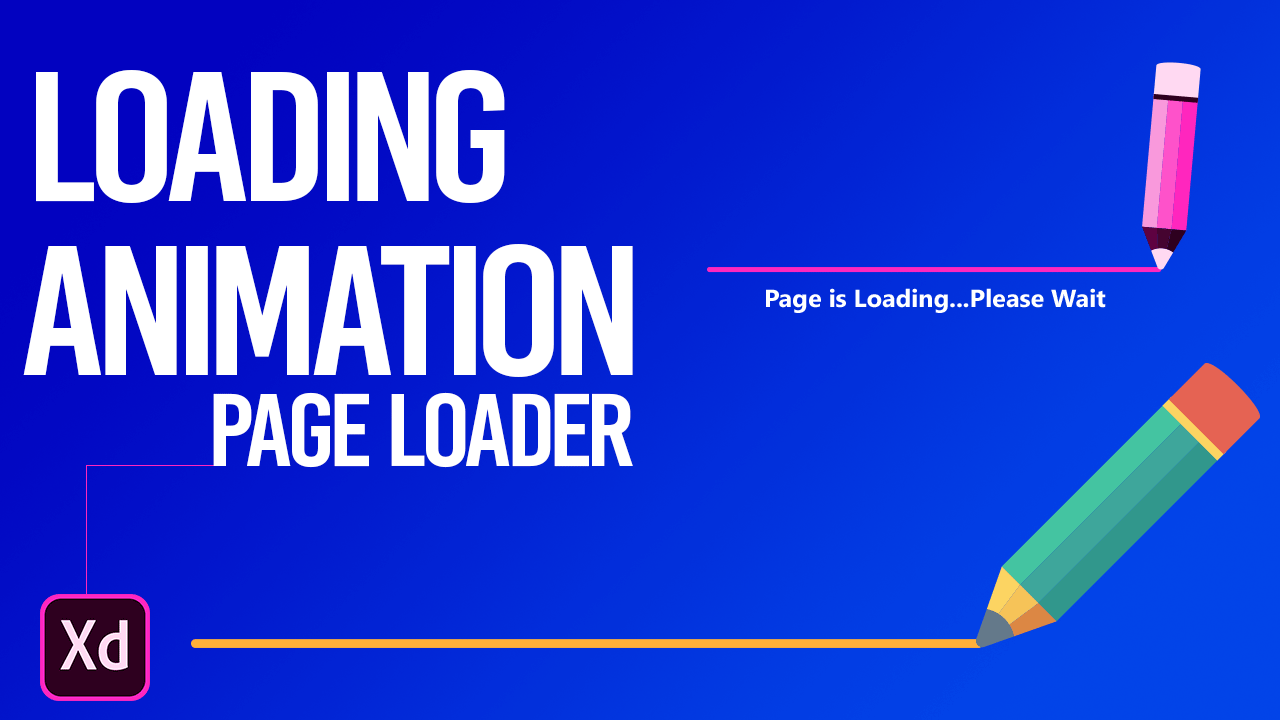 LOADING
ANIMATION
PAGE LOADER
Page is Loading...Please Wait
Xd